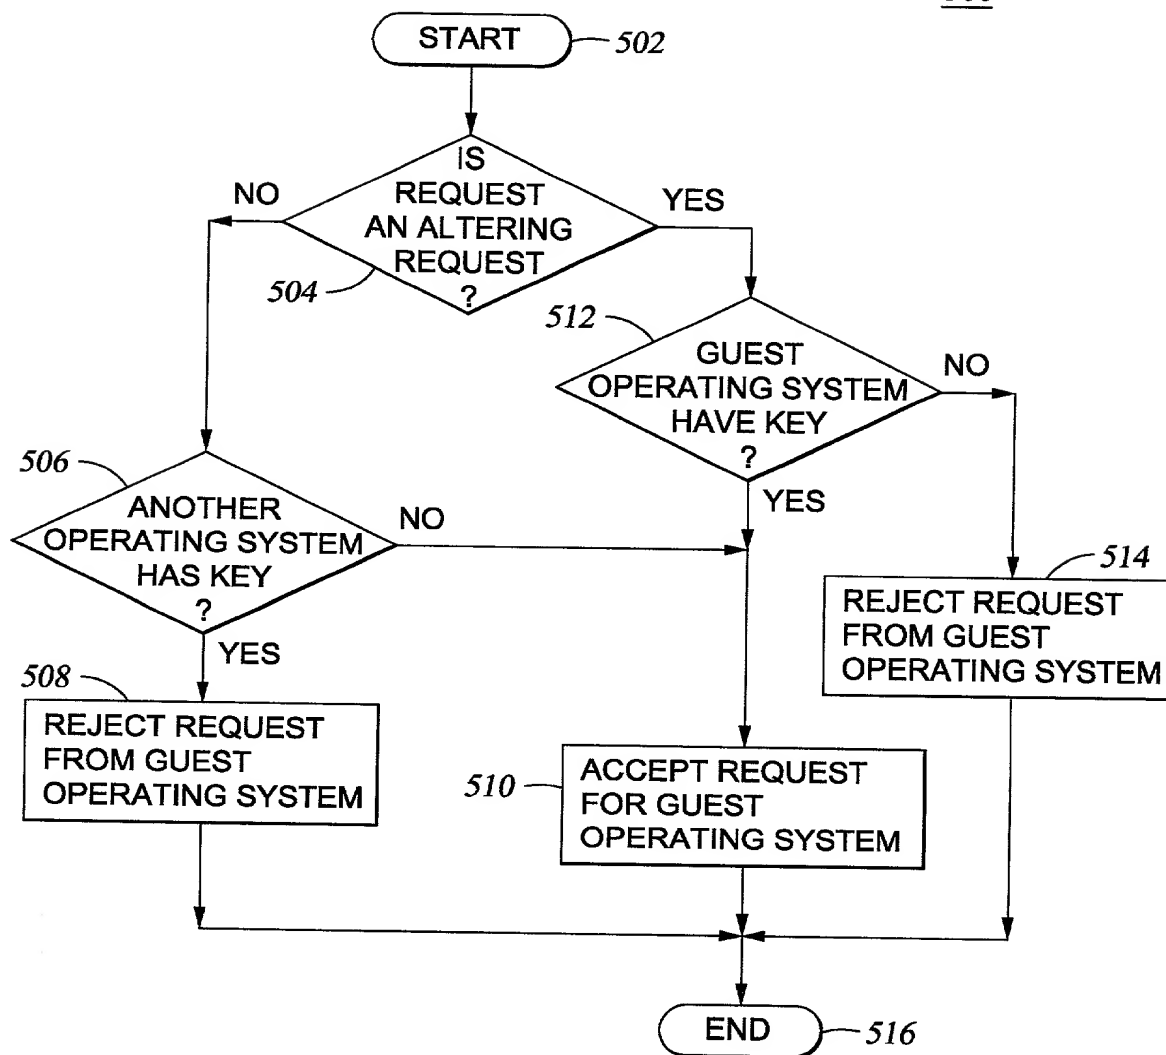 START
502
IS
REQUEST
AN ALTERING
REQUEST
?
504
NO
YES
512
GUEST
OPERATING SYSTEM
HAVE KEY
?
NO
YES
506
ANOTHER
OPERATING SYSTEM
HAS KEY
?
NO
YES
514
REJECT REQUEST
FROM GUEST
OPERATING SYSTEM
508
REJECT REQUEST
FROM GUEST
OPERATING SYSTEM
510
ACCEPT REQUEST
FOR GUEST
OPERATING SYSTEM
END
516